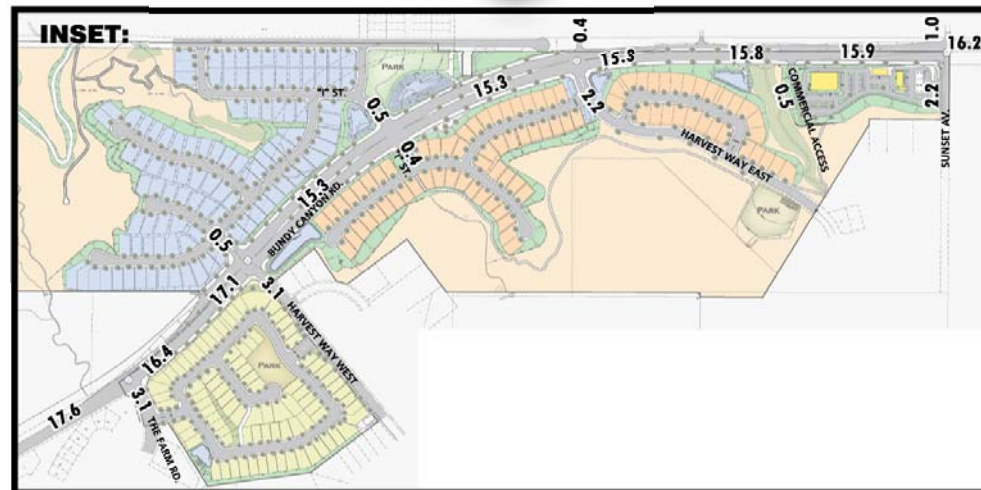 INSET:
0.4
1.0
16.2
15.3
15.8
15.9
PARK
"I" ST.
0.5
15.3
2.2
COMMERCIAL ACCESS
0.5
2.2
SUNSET AV.
0.4
ST.
HARVEST WAY EAST
PARK
15.3
BUNDY CANYON RD.
0.5
17.1
3.1
HARVEST WAY WEST
16.4
PARK
3.1
THE FARM RD.
17.6